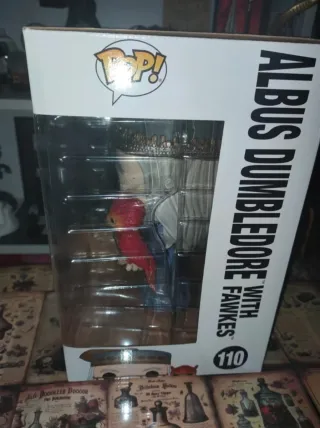 POP!
ALBUS DUMBLEDORE WITH
FAWKES
110